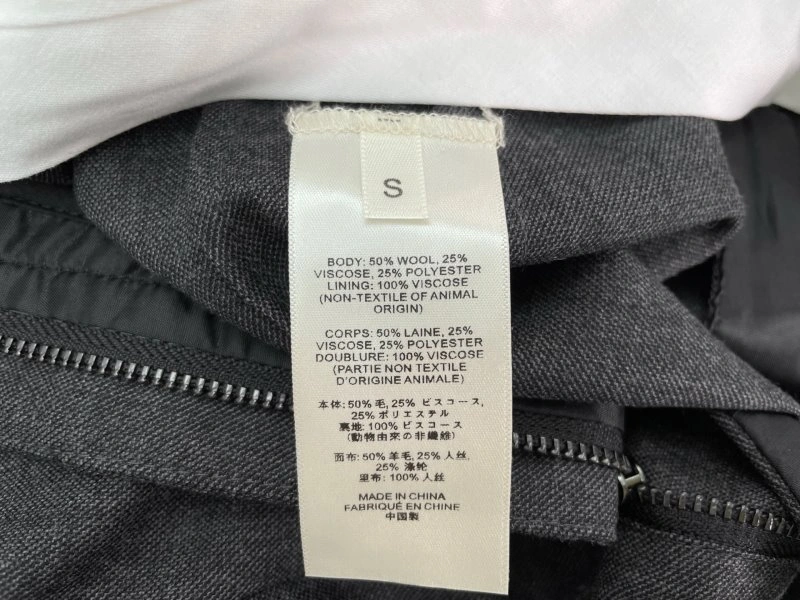 S
BODY: 50% WOOL, 25%
VISCOSE, 25% POLYESTER
LINING: 100% VISCOSE
(NON-TEXTILE OF ANIMAL
ORIGIN)
CORPS: 50% LAINE, 25%
VISCOSE, 25% POLYESTER
DOUBLURE: 100% VISCOSE
(PARTIE NON TEXTILE
D'ORIGINE ANIMALE)
本体: 50% 毛, 25% ビスコース,
25% ポリエステル
裏地: 100% ビスコース
(動物由来の非繊維)
面布: 50% 羊毛, 25% 人丝,
25% 涤轮
里布: 100% 人丝
MADE IN CHINA
FABRIQUÉ EN CHINE
中国製